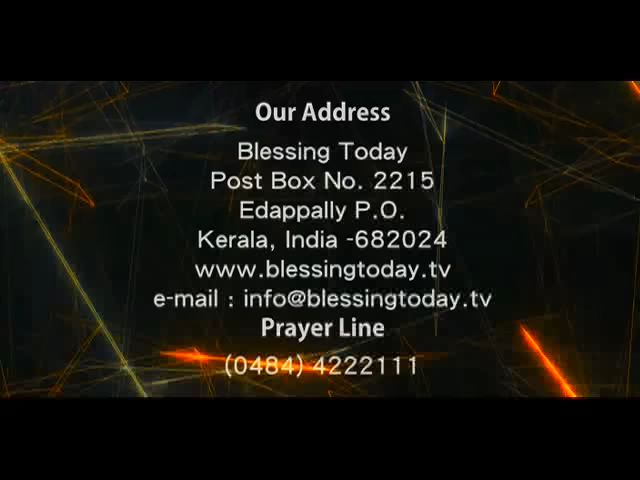 Our Address
Blessing Today
Post Box No. 2215
Edappally P.O.
Kerala, India -682024
www.blessingtoday.tv
e-mail : info@blessingtoday.tv
Prayer Line
(0484) 4222111